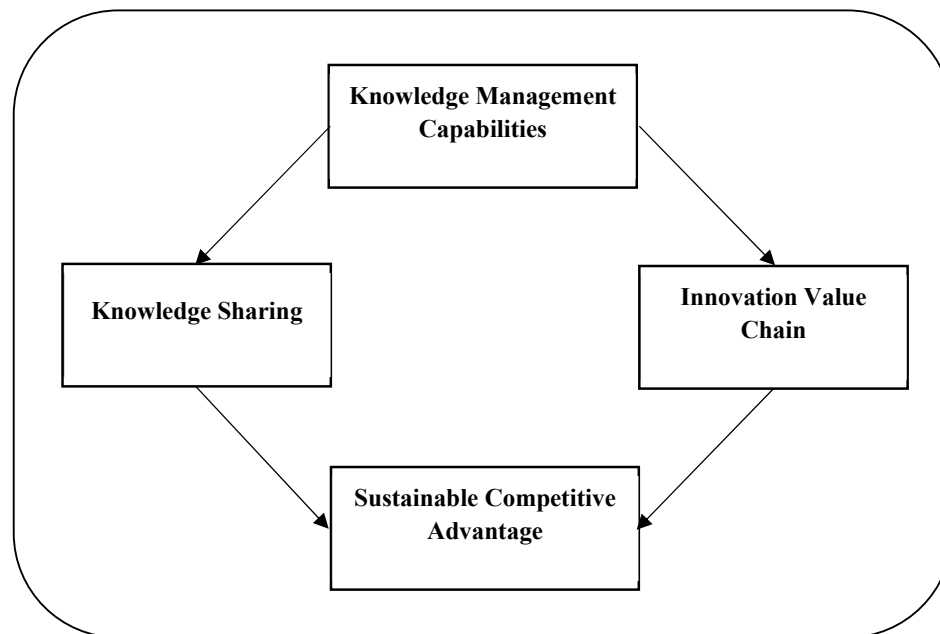 Knowledge Management
Capabilities
Knowledge Sharing
Innovation Value
Chain
Sustainable Competitive
Advantage